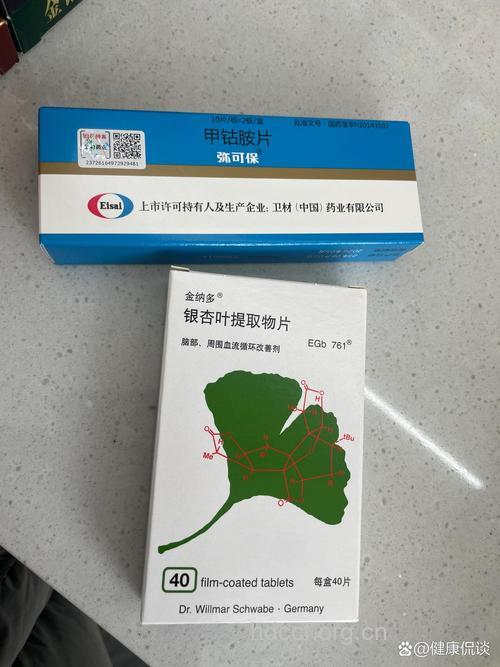 10片/板×2板/盒
批准文号：国药准字H20143107
甲钴胺片
弥可保®
23726164972929481
Eisai
上市许可持有人及生产企业：卫材（中国）药业有限公司
金纳多®
银杏叶提取物片
EGb 761®
脑部、周围血流循环改善剂
H
H
H
tBu
Me
O
40 film-coated tablets
每盒40片
Dr. Willmar Schwabe · Germany
@健康侃谈